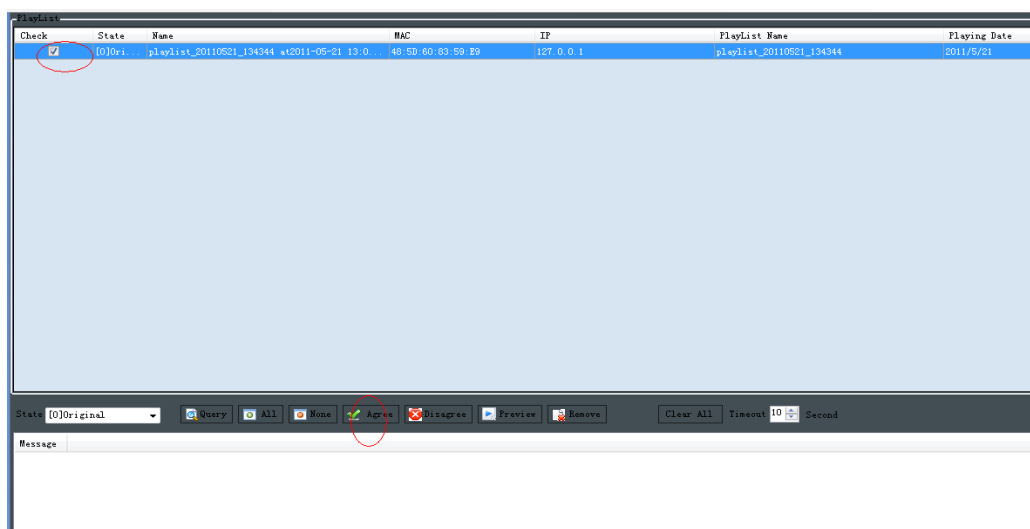 PlayList
Check State Name MAC IP PlayList Name Playing Date
[0]Ori... playlist_20110521_134344 at2011-05-21 13:0... 48:5D:60:83:59:E9 127.0.0.1 playlist_20110521_134344 2011/5/21
State [0]Original Query All None Agree Disagree Preview Remove Clear All Timeout 10 Second
Message